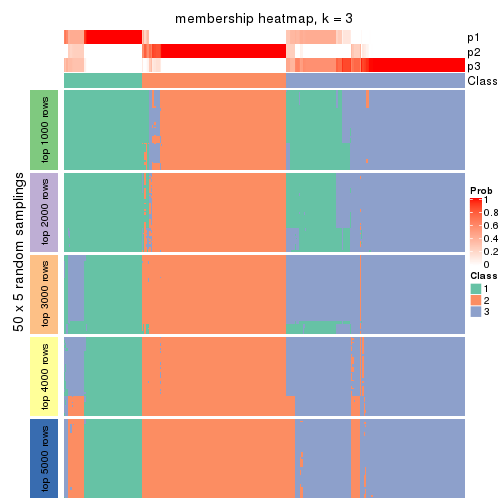 membership heatmap, k = 3
p1
p2
p3
Class
50 x 5 random samplings
top 1000 rows
top 2000 rows
top 3000 rows
top 4000 rows
top 5000 rows
Prob
1
0.8
0.6
0.4
0.2
0
Class
1
2
3